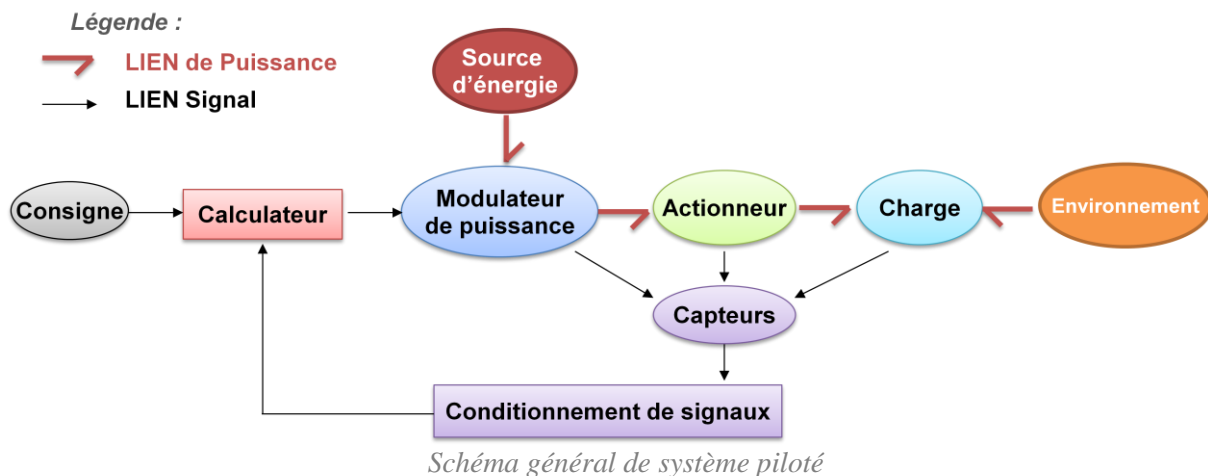 Légende :
LIEN de Puissance
LIEN Signal
Source
d'énergie
Consigne
Calculateur
Modulateur
de puissance
Actionneur
Charge
Environnement
Capteurs
Conditionnement de signaux
Schéma général de système piloté